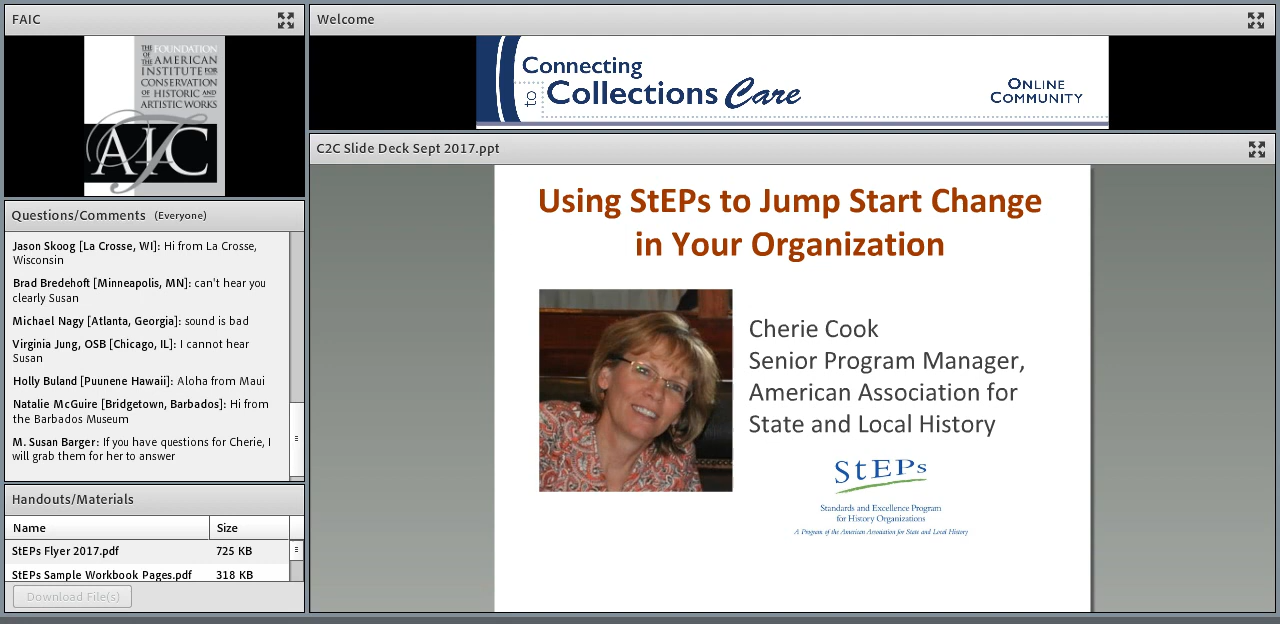 FAIC
THE FOUNDATION
OF THE AMERICAN
INSTITUTE FOR
CONSERVATION
OF HISTORIC AND
ARTISTIC WORKS
AIC
Questions/Comments (Everyone)
Jason Skoog [La Crosse, WI]: Hi from La Crosse,
Wisconsin
Brad Bredehoft [Minneapolis, MN]: can't hear you
clearly Susan
Michael Nagy [Atlanta, Georgia]: sound is bad
Virginia Jung, OSB [Chicago, IL]: I cannot hear
Susan
Holly Buland [Puunene Hawaii]: Aloha from Maui
Natalie McGuire [Bridgetown, Barbados]: Hi from
the Barbados Museum
M. Susan Barger: If you have questions for Cherie, I
will grab them for her to answer
Handouts/Materials
Name Size
StEPs Flyer 2017.pdf 725 KB
StEPs Sample Workbook Pages.pdf 318 KB
Download File(s)
Welcome
Connecting
to Collections Care
ONLINE
COMMUNITY
C2C Slide Deck Sept 2017.ppt
Using StEPs to Jump Start Change
in Your Organization
Cherie Cook
Senior Program Manager,
American Association for
State and Local History
StEPs
Standards and Excellence Program
for History Organizations
A Program of the American Association for State and Local History